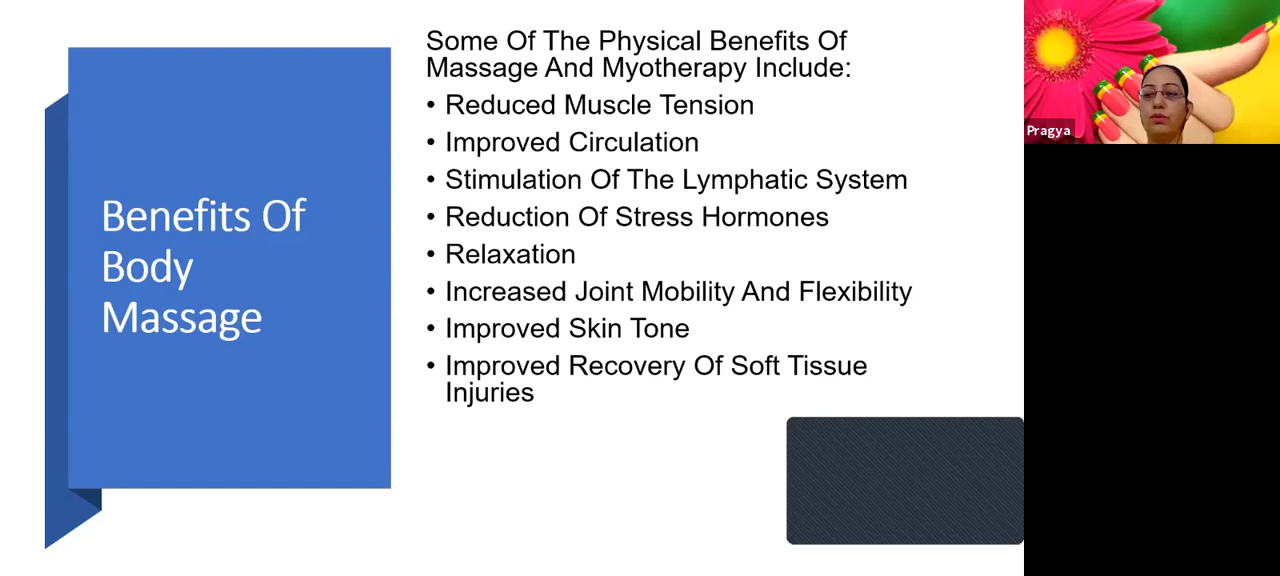 Benefits Of
Body
Massage
Some Of The Physical Benefits Of
Massage And Myotherapy Include:
• Reduced Muscle Tension
• Improved Circulation
• Stimulation Of The Lymphatic System
• Reduction Of Stress Hormones
• Relaxation
• Increased Joint Mobility And Flexibility
• Improved Skin Tone
• Improved Recovery Of Soft Tissue
Injuries
Pragya